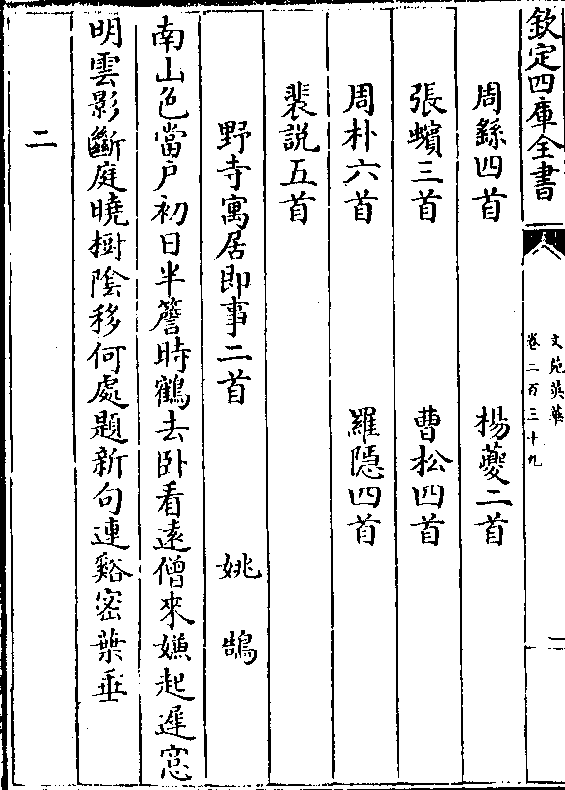 欽定四庫全書
文苑英華
卷二百三十九
二
周繇四首　楊夔二首
張蠙三首　曹松四首
周朴六首　羅隱四首
裴說五首
野寺寓居即事二首　姚鵠
南山色當户初日半簷時鶴去卧看遠僧來嬾起遲窓
明雲影斷庭曉樹陰移何處題新句連谿密葉垂
二